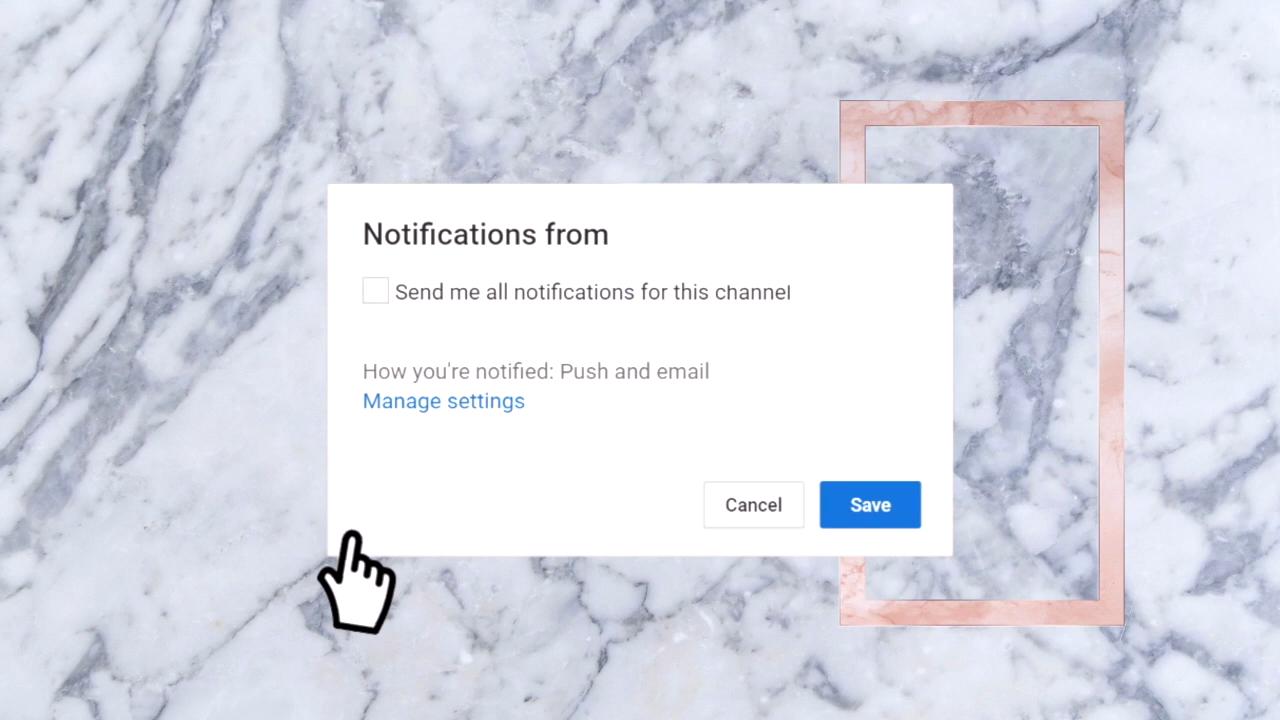 Notifications from
Send me all notifications for this channel
How you're notified: Push and email
Manage settings
Cancel
Save